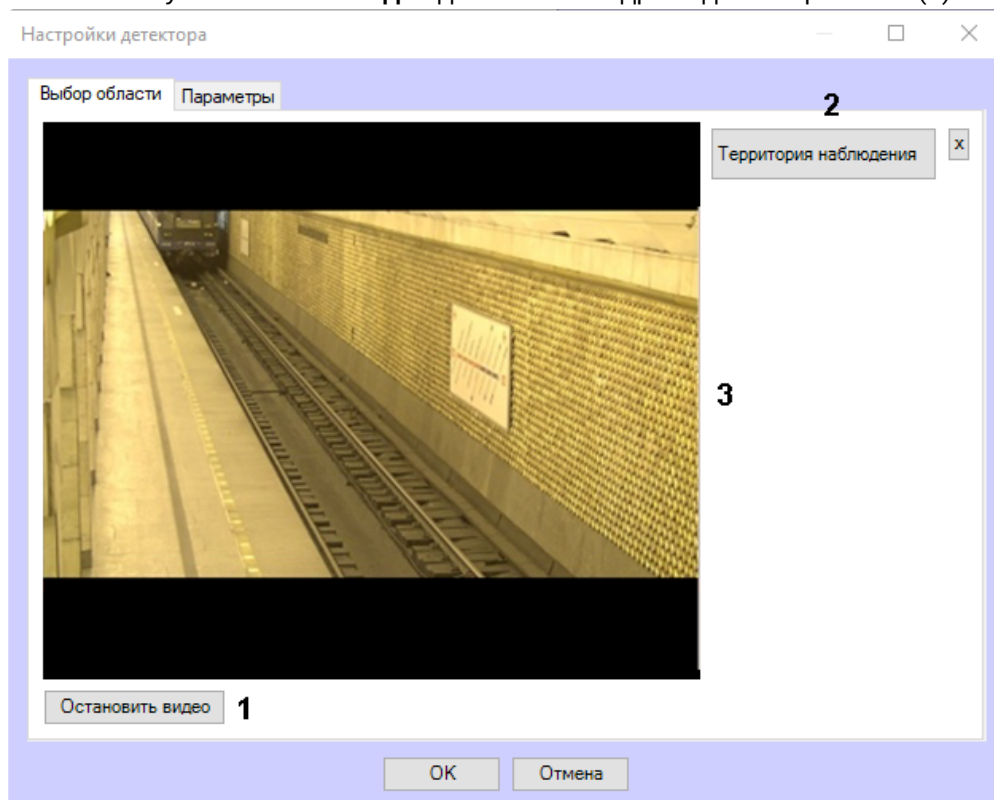 Настройки детектора
Выбор области Параметры
2
Территория наблюдения x
3
Остановить видео 1
OK Отмена